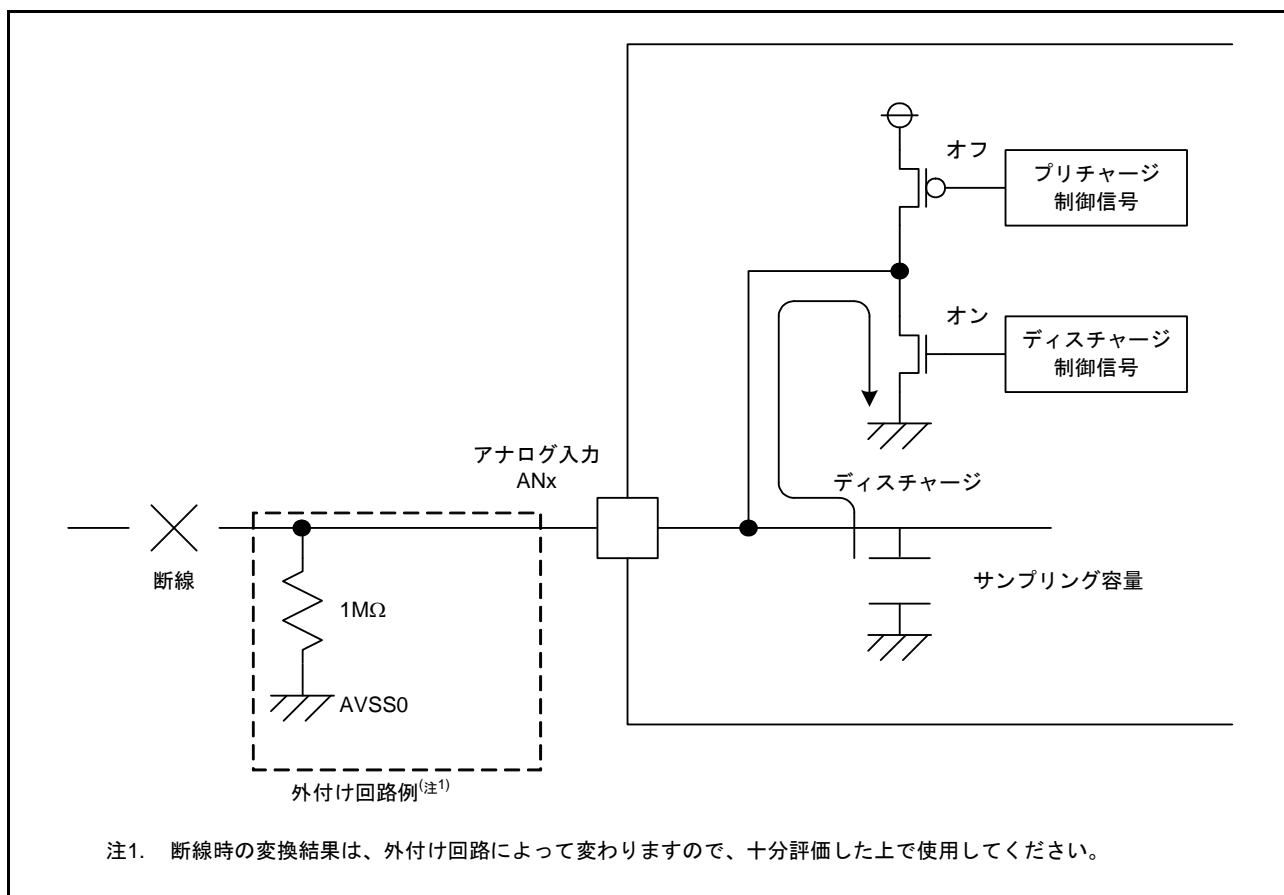 オフ
プリチャージ
制御信号
オン
ディスチャージ
制御信号
アナログ入力
ANx
ディスチャージ
断線
1MΩ
サンプリング容量
AVSS0
外付け回路例(注1)
注1. 断線時の変換結果は、外付け回路によって変わりますので、十分評価した上で使用してください。